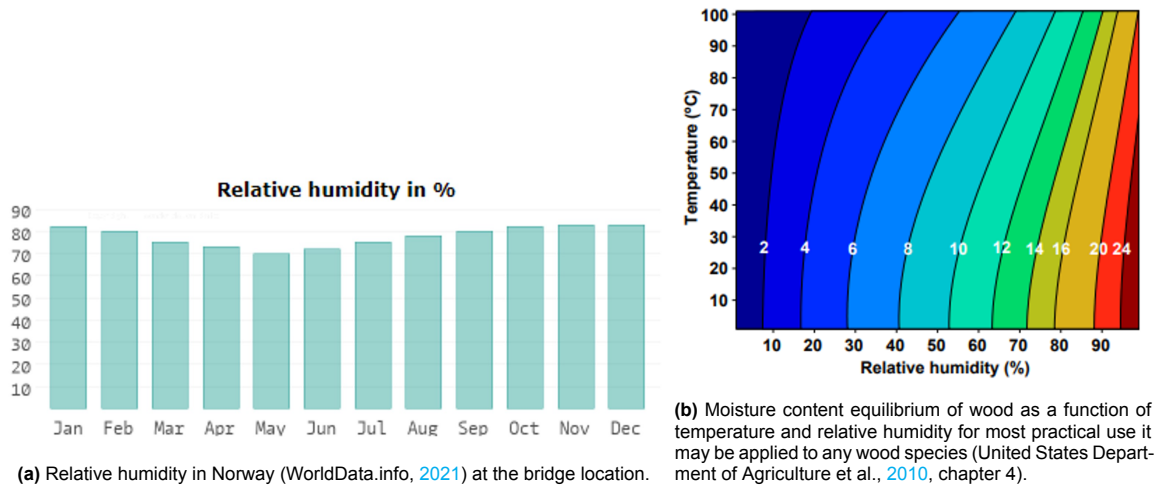 Relative humidity in %
90
80
70
60
50
40
30
20
10
Jan Feb Mar Apr May Jun Jul Aug Sep Oct Nov Dec
(a) Relative humidity in Norway (WorldData.info, 2021) at the bridge location.
Temperature (°C)
100
90
80
70
60
50
40
30
20
10
2 4 6 8 10 12 14 16 20 24
10 20 30 40 50 60 70 80 90
Relative humidity (%)
(b) Moisture content equilibrium of wood as a function of
temperature and relative humidity for most practical use it
may be applied to any wood species (United States Depart-
ment of Agriculture et al., 2010, chapter 4).